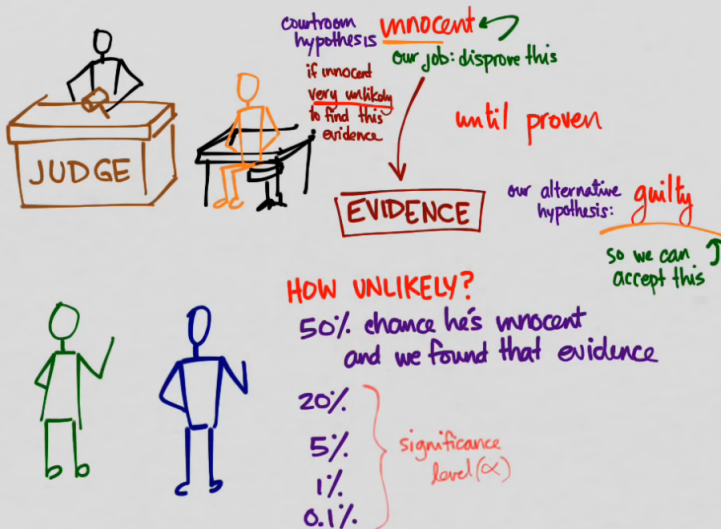 courtroom
hypothesis innocent
our job: disprove this
if innocent
very unlikely
to find this
evidence
until proven
JUDGE
EVIDENCE
our alternative
hypothesis: guilty
so we can
accept this
HOW UNLIKELY?
50% chance he's innocent
and we found that evidence
20%
5%
1%
0.1%
significance
level (α)